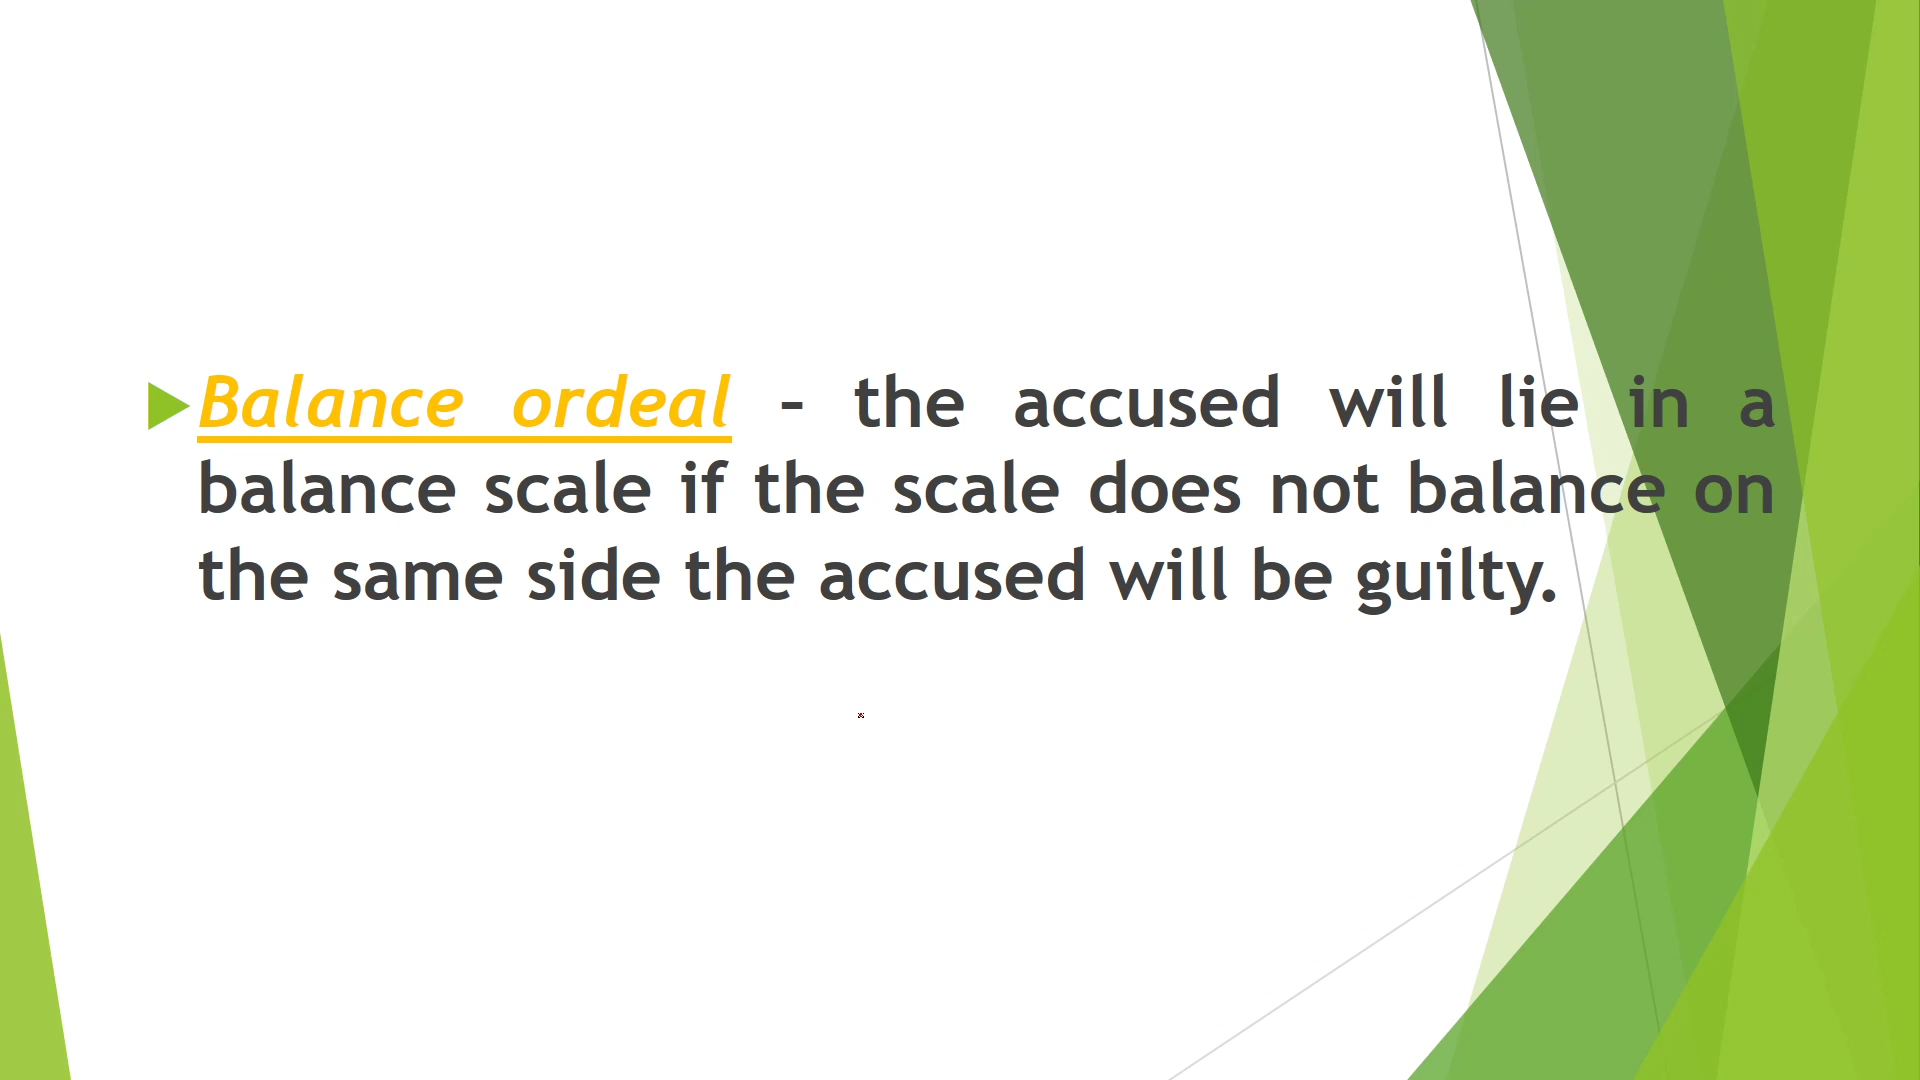 Balance ordeal – the accused will lie in a
balance scale if the scale does not balance on
the same side the accused will be guilty.